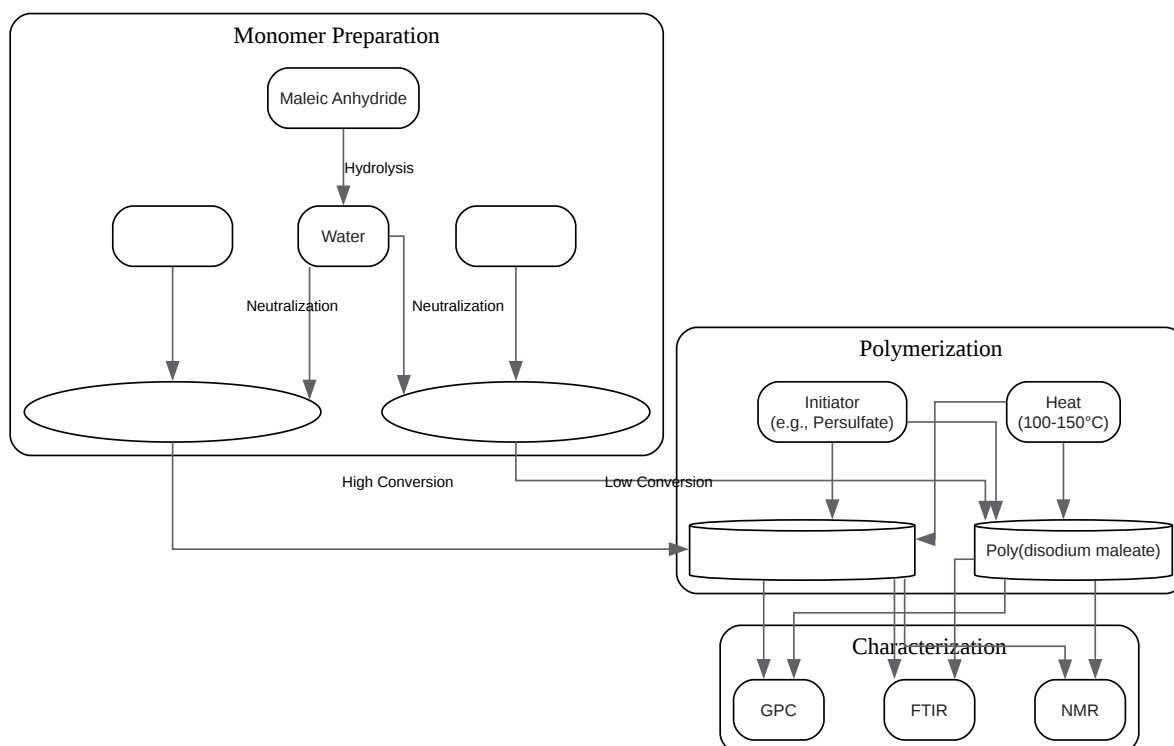 Monomer Preparation
Maleic Anhydride
Hydrolysis
Water
Neutralization
Neutralization
Polymerization
Initiator
(e.g., Persulfate)
Heat
(100-150°C)
High Conversion
Low Conversion
Poly(disodium maleate)
Characterization
GPC
FTIR
NMR